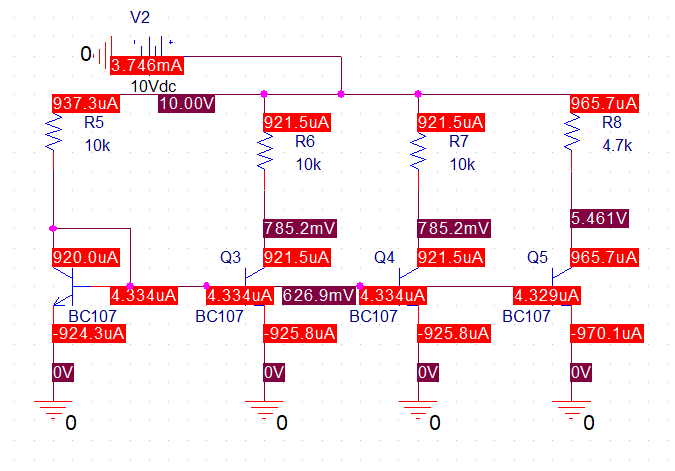 V2
0
3.746mA
10Vdc
937.3uA 10.00V 965.7uA
R5 921.5uA 921.5uA R8
10k R6 R7 4.7k
10k 10k
785.2mV 785.2mV 5.461V
920.0uA Q3 921.5uA Q4 921.5uA Q5 965.7uA
4.334uA 4.334uA 626.9mV 4.334uA 4.329uA
BC107 BC107 BC107 BC107
-924.3uA -925.8uA -925.8uA -970.1uA
0V 0V 0V 0V
0 0 0 0